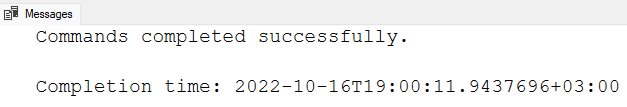 Messages
Commands completed successfully.
Completion time: 2022-10-16T19:00:11.9437696+03:00